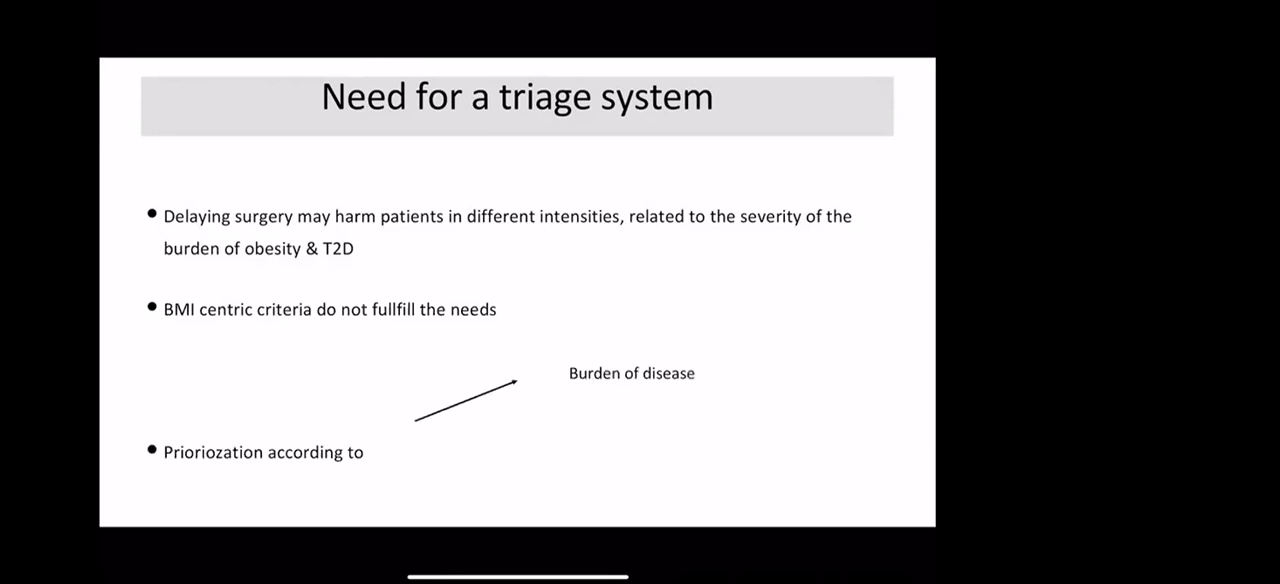 Need for a triage system
• Delaying surgery may harm patients in different intensities, related to the severity of the
burden of obesity & T2D
• BMI centric criteria do not fullfill the needs
Burden of disease
• Prioriozation according to